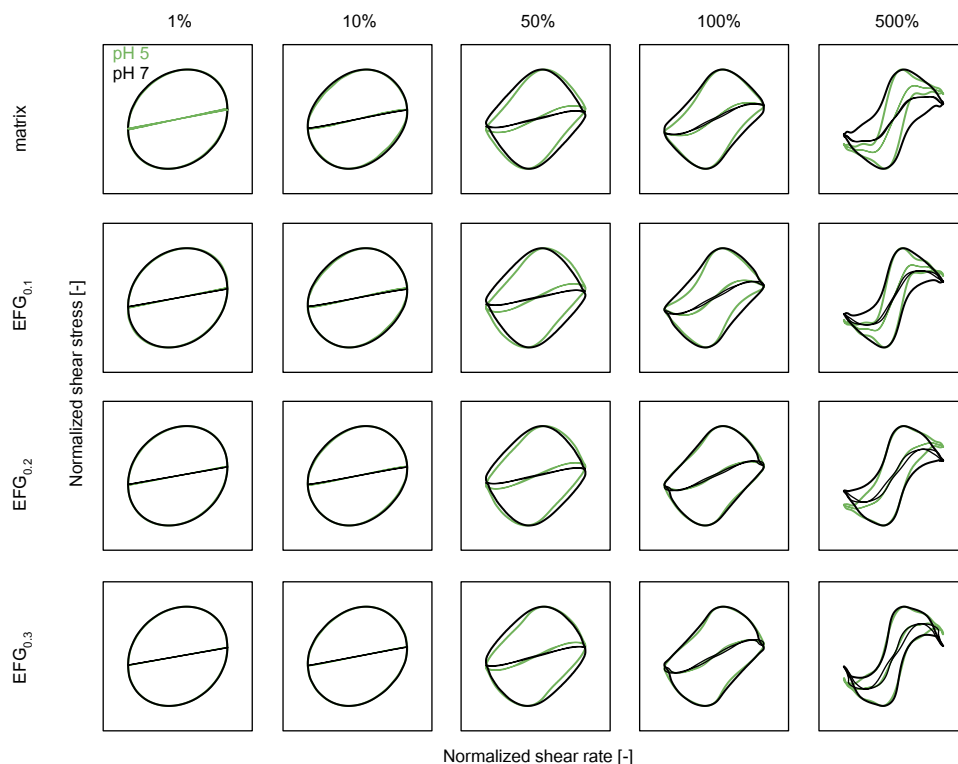 1% 10% 50% 100% 500%
pH 5
pH 7
matrix
EFG0.1
EFG0.2
EFG0.3
Normalized shear stress [-]
Normalized shear rate [-]